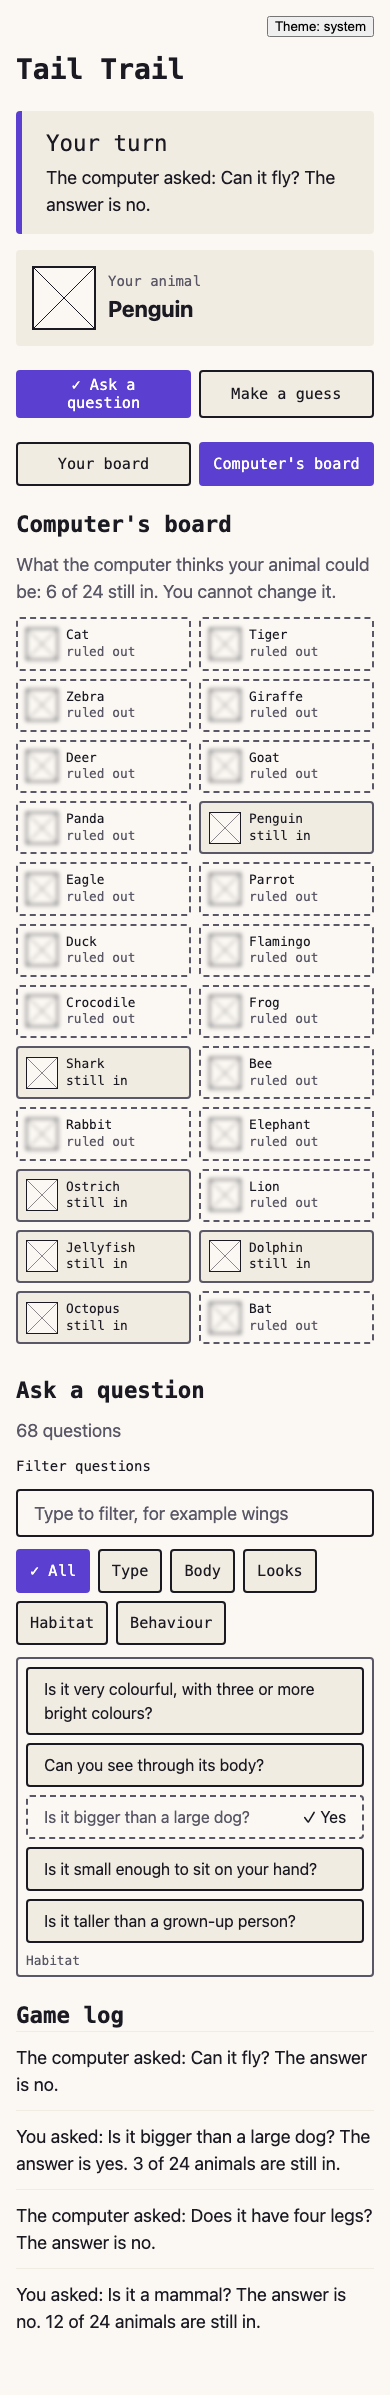 Theme: system
Tail Trail
Your turn
The computer asked: Can it fly? The
answer is no.
Your animal
Penguin
✓ Ask a
question
Make a guess
Your board
Computer's board
Computer's board
What the computer thinks your animal could
be: 6 of 24 still in. You cannot change it.
Cat
ruled out
Tiger
ruled out
Zebra
ruled out
Giraffe
ruled out
Deer
ruled out
Goat
ruled out
Panda
ruled out
Penguin
still in
Eagle
ruled out
Parrot
ruled out
Duck
ruled out
Flamingo
ruled out
Crocodile
ruled out
Frog
ruled out
Shark
still in
Bee
ruled out
Rabbit
ruled out
Elephant
ruled out
Ostrich
still in
Lion
ruled out
Jellyfish
still in
Dolphin
still in
Octopus
still in
Bat
ruled out
Ask a question
68 questions
Filter questions
Type to filter, for example wings
✓ All
Type
Body
Looks
Habitat
Behaviour
Is it very colourful, with three or more
bright colours?
Can you see through its body?
Is it bigger than a large dog? ✓ Yes
Is it small enough to sit on your hand?
Is it taller than a grown-up person?
Habitat
Game log
The computer asked: Can it fly? The answer
is no.
You asked: Is it bigger than a large dog? The
answer is yes. 3 of 24 animals are still in.
The computer asked: Does it have four legs?
The answer is no.
You asked: Is it a mammal? The answer is
no. 12 of 24 animals are still in.